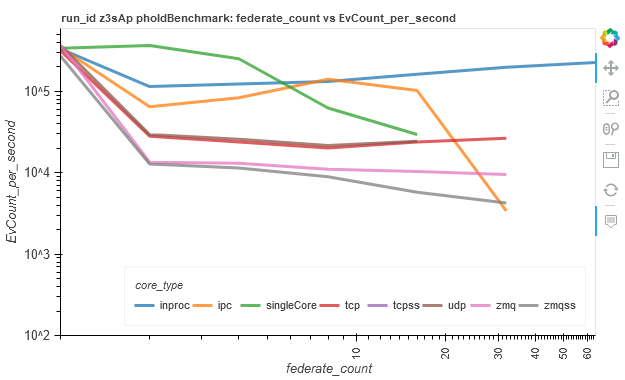 run_id z3sAp pholdBenchmark: federate_count vs EvCount_per_second
EvCount_per_second
10^5
10^4
10^3
10^2
core_type
inproc ipc singleCore tcp tcpss udp zmq zmqss
10 20 30 40 50 60
federate_count